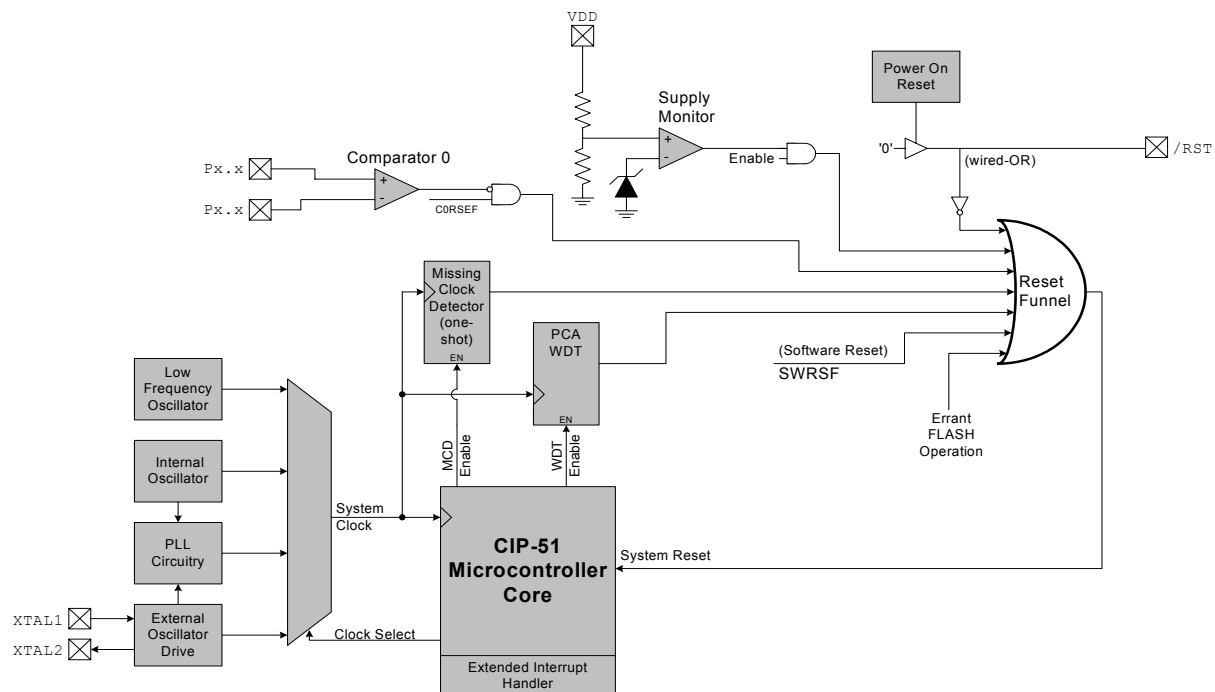 VDD
Power On
Reset
Supply
Monitor
+
-
Enable
'0'
(wired-OR)
/RST
Px.x
Px.x
Comparator 0
+
-
C0RSEF
Missing
Clock
Detector
(one-
shot)
EN
PCA
WDT
EN
Reset
Funnel
(Software Reset)
SWRSF
Errant
FLASH
Operation
Low
Frequency
Oscillator
Internal
Oscillator
PLL
Circuitry
External
Oscillator
Drive
XTAL1
XTAL2
System
Clock
MCD
Enable
WDT
Enable
CIP-51
Microcontroller
Core
System Reset
Clock Select
Extended Interrupt
Handler